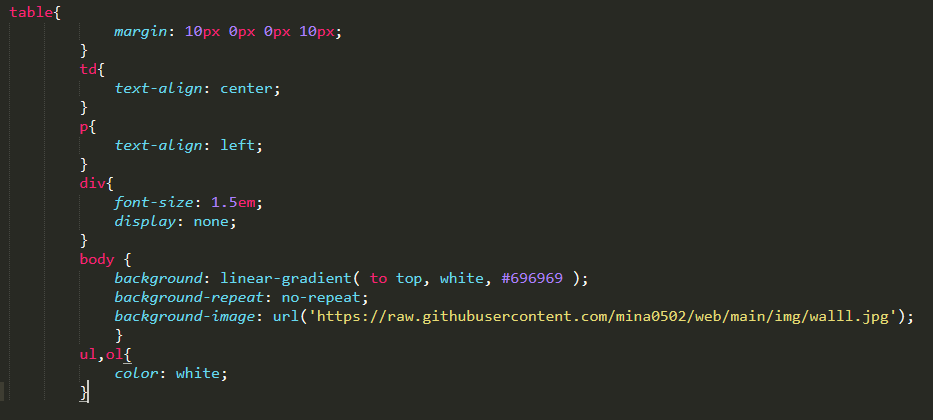 table{
margin: 10px 0px 0px 10px;
}
td{
text-align: center;
}
p{
text-align: left;
}
div{
font-size: 1.5em;
display: none;
}
body {
background: linear-gradient( to top, white, #696969 );
background-repeat: no-repeat;
background-image: url('https://raw.githubusercontent.com/mina0502/web/main/img/walll.jpg');
}
ul,ol{
color: white;
}